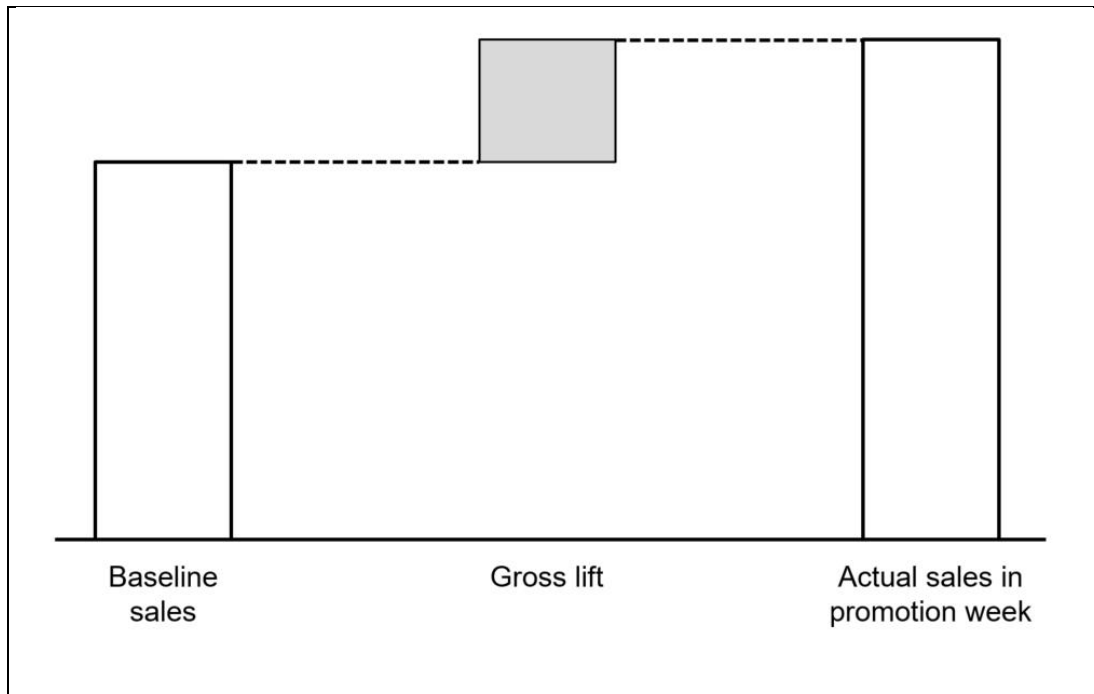 Baseline
sales
Gross lift
Actual sales in
promotion week